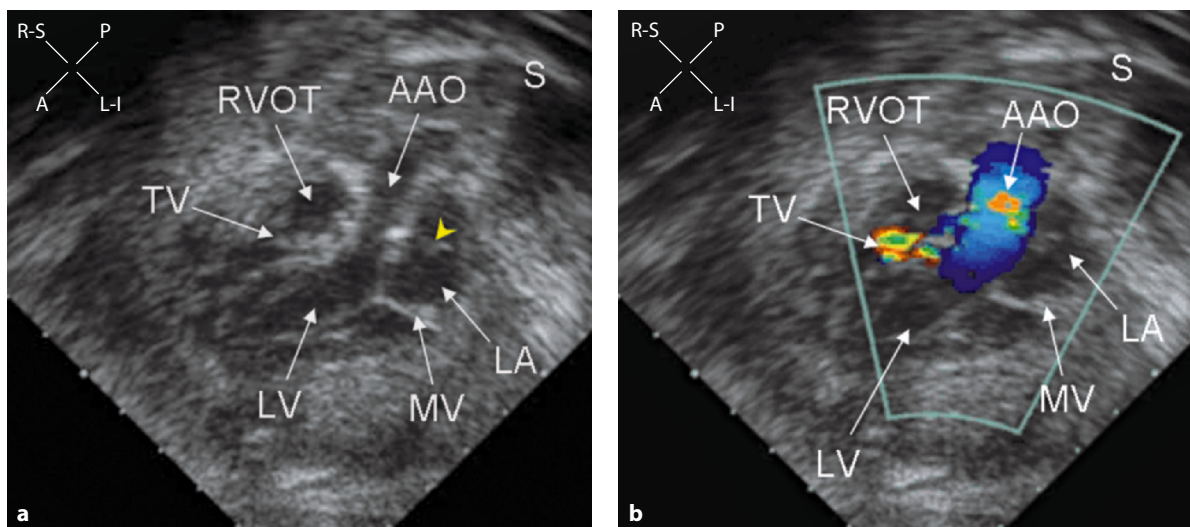 R-S P
A L-I
S
RVOT AAO
TV
LV MV LA
a
R-S P
A L-I
S
RVOT AAO
TV
LA
MV
LV
b